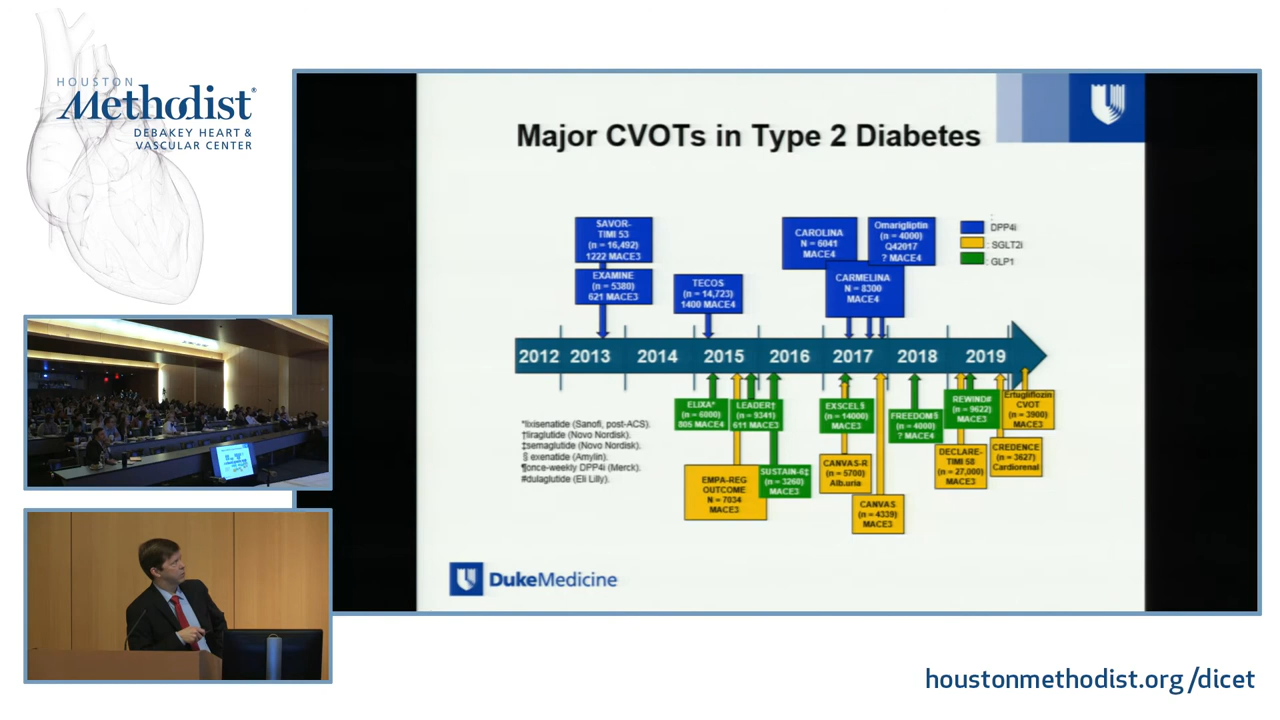 HOUSTON
Methodist®
DEBAKEY HEART &
VASCULAR CENTER
Major CVOTs in Type 2 Diabetes
SAVOR-
TIMI 53
(n = 16,492)
1222 MACE3
EXAMINE
(n = 5380)
621 MACE3
TECOS
(n = 14,723)
1400 MACE4
CAROLINA
N = 6041
MACE4
Omarigliptin
(n = 4000)
Q42017
? MACE4
CARMELINA
N = 8300
MACE4
:
DPP4i
: SGLT2i
: GLP1
2012 2013 2014 2015 2016 2017 2018 2019
ELIXA*
(n = 6000)
805 MACE4
LEADER†
(n = 9341)
611 MACE3
EMPA-REG
OUTCOME
N = 7034
MACE3
SUSTAIN-6‡
(n = 3260)
MACE3
EXSCEL§
(n = 14000)
MACE3
CANVAS-R
(n = 5700)
Alb.uria
CANVAS
(n = 4339)
MACE3
FREEDOM§
(n = 4000)
? MACE4
REWIND#
(n = 9622)
MACE3
DECLARE-
TIMI 58
(n = 27,000)
MACE3
Ertugliflozin
CVOT
(n = 3900)
MACE3
CREDENCE
(n = 3627)
Cardiorenal
*lixisenatide (Sanofi, post-ACS).
†liraglutide (Novo Nordisk).
‡semaglutide (Novo Nordisk).
§ exenatide (Amylin).
¶once-weekly DPP4i (Merck).
#dulaglutide (Eli Lilly).
DukeMedicine
houstonmethodist.org/dicet